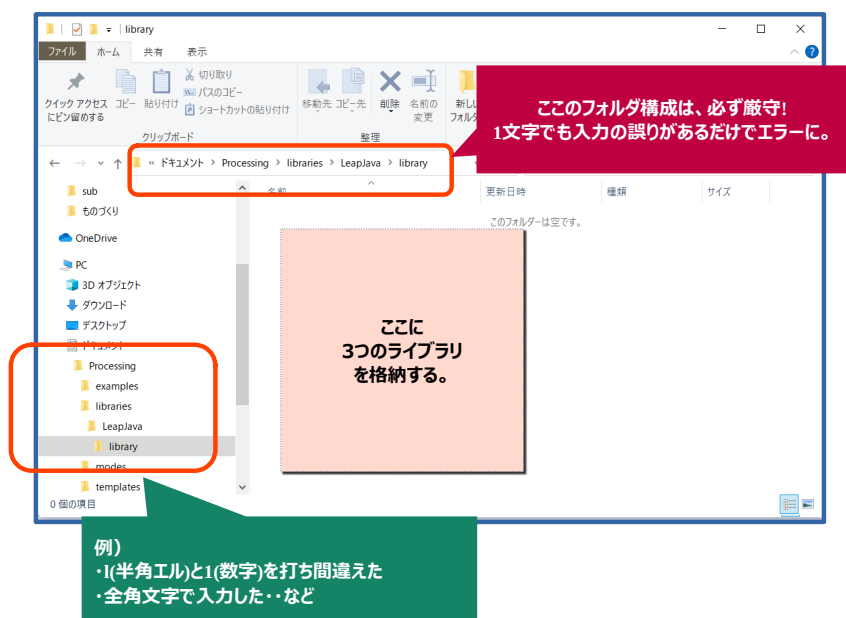 library
ファイル ホーム 共有 表示
クイック アクセス
にピン留めする
コピー
貼り付け
切り取り
パスのコピー
ショートカットの貼り付け
移動先
コピー先
削除
名前の
変更
クリップボード
整理
ここのフォルダ構成は、必ず厳守!
1文字でも入力の誤りがあるだけでエラーに。
« ドキュメント > Processing > libraries > LeapJava > library
名前
更新日時
種類
サイズ
このフォルダーは空です。
sub
ものづくり
OneDrive
PC
3D オブジェクト
ダウンロード
デスクトップ
ドキュメント
Processing
examples
libraries
LeapJava
library
modes
templates
0 個の項目
ここに
3つのライブラリ
を格納する。
例）
・l(半角エル)と1(数字)を打ち間違えた
・全角文字で入力した・・など